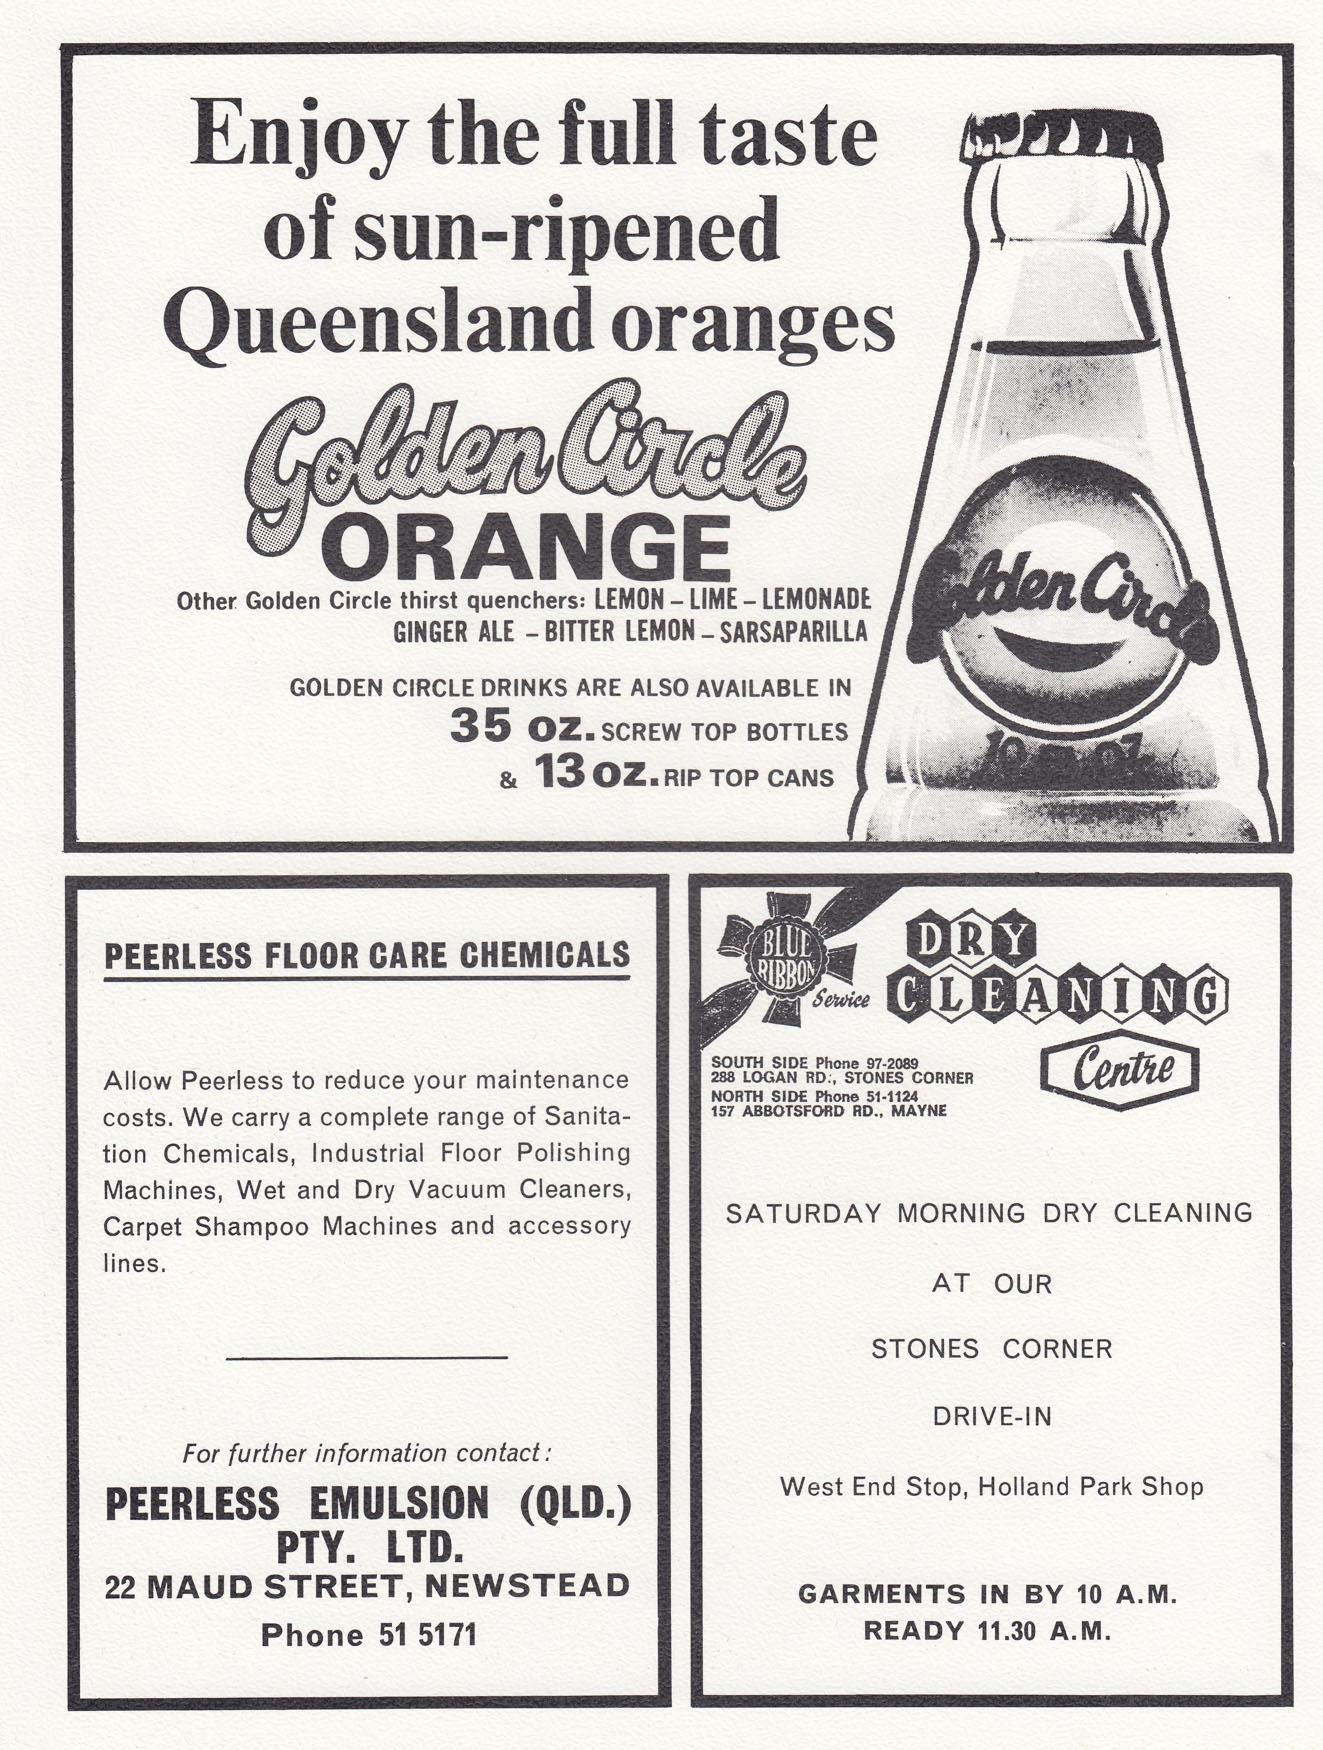 Enjoy the full taste
of sun-ripened
Queensland oranges
Golden Circle
ORANGE
Other Golden Circle thirst quenchers: LEMON – LIME – LEMONADE
GINGER ALE – BITTER LEMON – SARSAPARILLA
GOLDEN CIRCLE DRINKS ARE ALSO AVAILABLE IN
35 oz. SCREW TOP BOTTLES
& 13 oz. RIP TOP CANS
Golden Circle
PEERLESS FLOOR CARE CHEMICALS
Allow Peerless to reduce your maintenance
costs. We carry a complete range of Sanita-
tion Chemicals, Industrial Floor Polishing
Machines, Wet and Dry Vacuum Cleaners,
Carpet Shampoo Machines and accessory
lines.
For further information contact:
PEERLESS EMULSION (QLD.)
PTY. LTD.
22 MAUD STREET, NEWSTEAD
Phone 51 5171
BLUE
RIBBON
Service
DRY
CLEANING
Centre
SOUTH SIDE Phone 97-2089
288 LOGAN RD., STONES CORNER
NORTH SIDE Phone 51-1124
157 ABBOTSFORD RD., MAYNE
SATURDAY MORNING DRY CLEANING
AT OUR
STONES CORNER
DRIVE-IN
West End Stop, Holland Park Shop
GARMENTS IN BY 10 A.M.
READY 11.30 A.M.